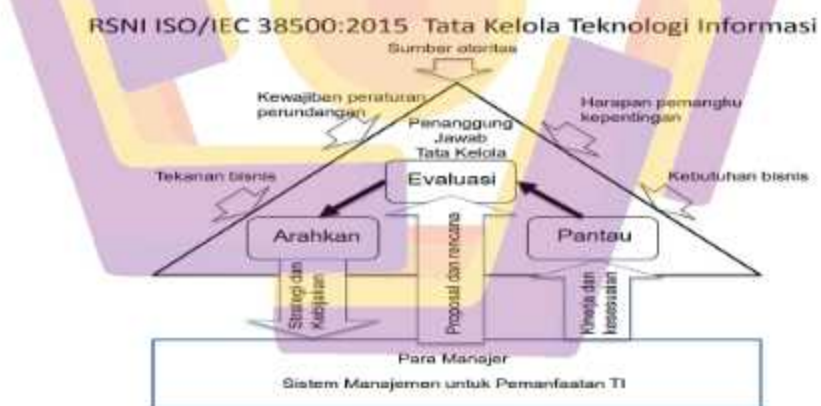 RSNI ISO/IEC 38500:2015 Tata Kelola Teknologi Informasi
Sumber otoritas
Kewajiban peraturan
perundangan
Harapan pemangku
kepentingan
Penanggung
Jawab
Tata Kelola
Tekanan bisnis
Kebutuhan bisnis
Evaluasi
Arahkan
Pantau
Strategi dan
Kebijakan
Proposal dan rencana
Kinerja dan
kesesuaian
Para Manajer
Sistem Manajemen untuk Pemanfaatan TI